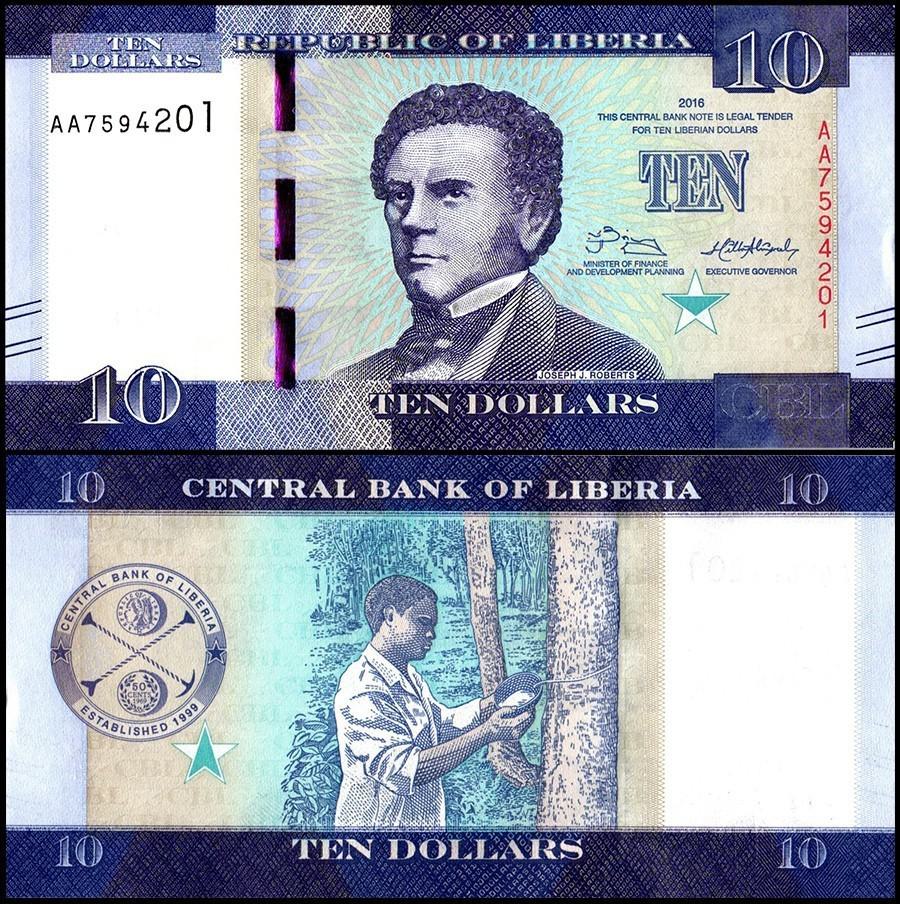 TEN
DOLLARS
REPUBLIC OF LIBERIA
10
AA7594201
2016
THIS CENTRAL BANK NOTE IS LEGAL TENDER
FOR TEN LIBERIAN DOLLARS
TEN
AA7594201
MINISTER OF FINANCE
AND DEVELOPMENT PLANNING
EXECUTIVE GOVERNOR
JOSEPH J. ROBERTS
10
TEN DOLLARS
CBL
10
CENTRAL BANK OF LIBERIA
10
CENTRAL BANK OF LIBERIA
50
CENTS
ESTABLISHED 1999
CBL
10
TEN DOLLARS
10